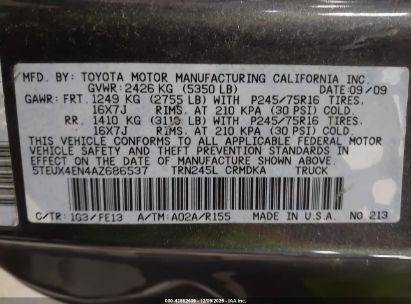 MFD. BY: TOYOTA MOTOR MANUFACTURING CALIFORNIA INC.
GVWR: 2426 KG (5350 LB) DATE: 09/09
GAWR: FRT. 1249 KG (2755 LB) WITH P245/75R16 TIRES,
16X7J RIMS, AT 210 KPA (30 PSI) COLD.
RR. 1410 KG (3110 LB) WITH P245/75R16 TIRES,
16X7J RIMS, AT 210 KPA (30 PSI) COLD.
THIS VEHICLE CONFORMS TO ALL APPLICABLE FEDERAL MOTOR
VEHICLE SAFETY AND THEFT PREVENTION STANDARDS IN
EFFECT ON THE DATE OF MANUFACTURE SHOWN ABOVE.
5TEUX4EN4AZ686537 TRN245L CRMDKA TRUCK
C/TR: 1G3/FE13 A/TM: A02A/R155 MADE IN U.S.A. NO.213